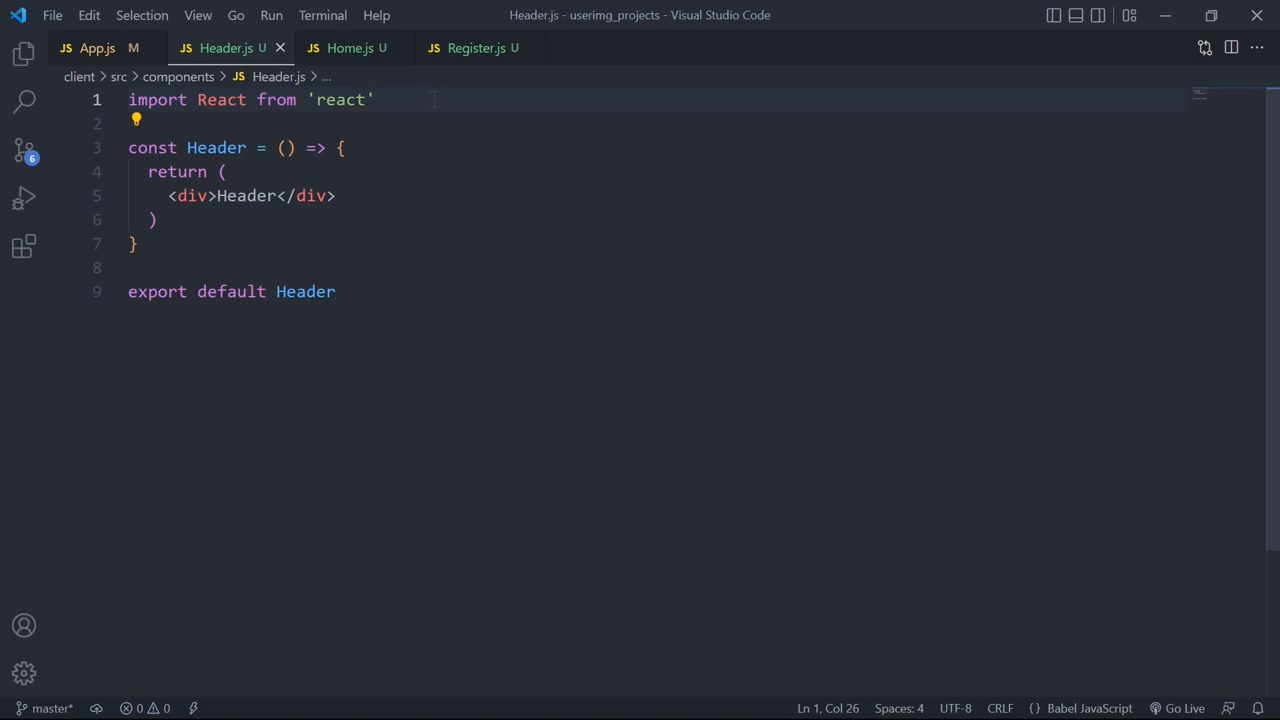 File Edit Selection View Go Run Terminal Help Header.js - userimg_projects - Visual Studio Code
JS App.js M JS Header.js U JS Home.js U JS Register.js U
client > src > components > JS Header.js > ...
1 import React from 'react'
2
3 const Header = () => {
4 return (
5 <div>Header</div>
6 )
7 }
8
9 export default Header
6
master* 0 0 Ln 1, Col 26 Spaces: 4 UTF-8 CRLF {} Babel JavaScript Go Live